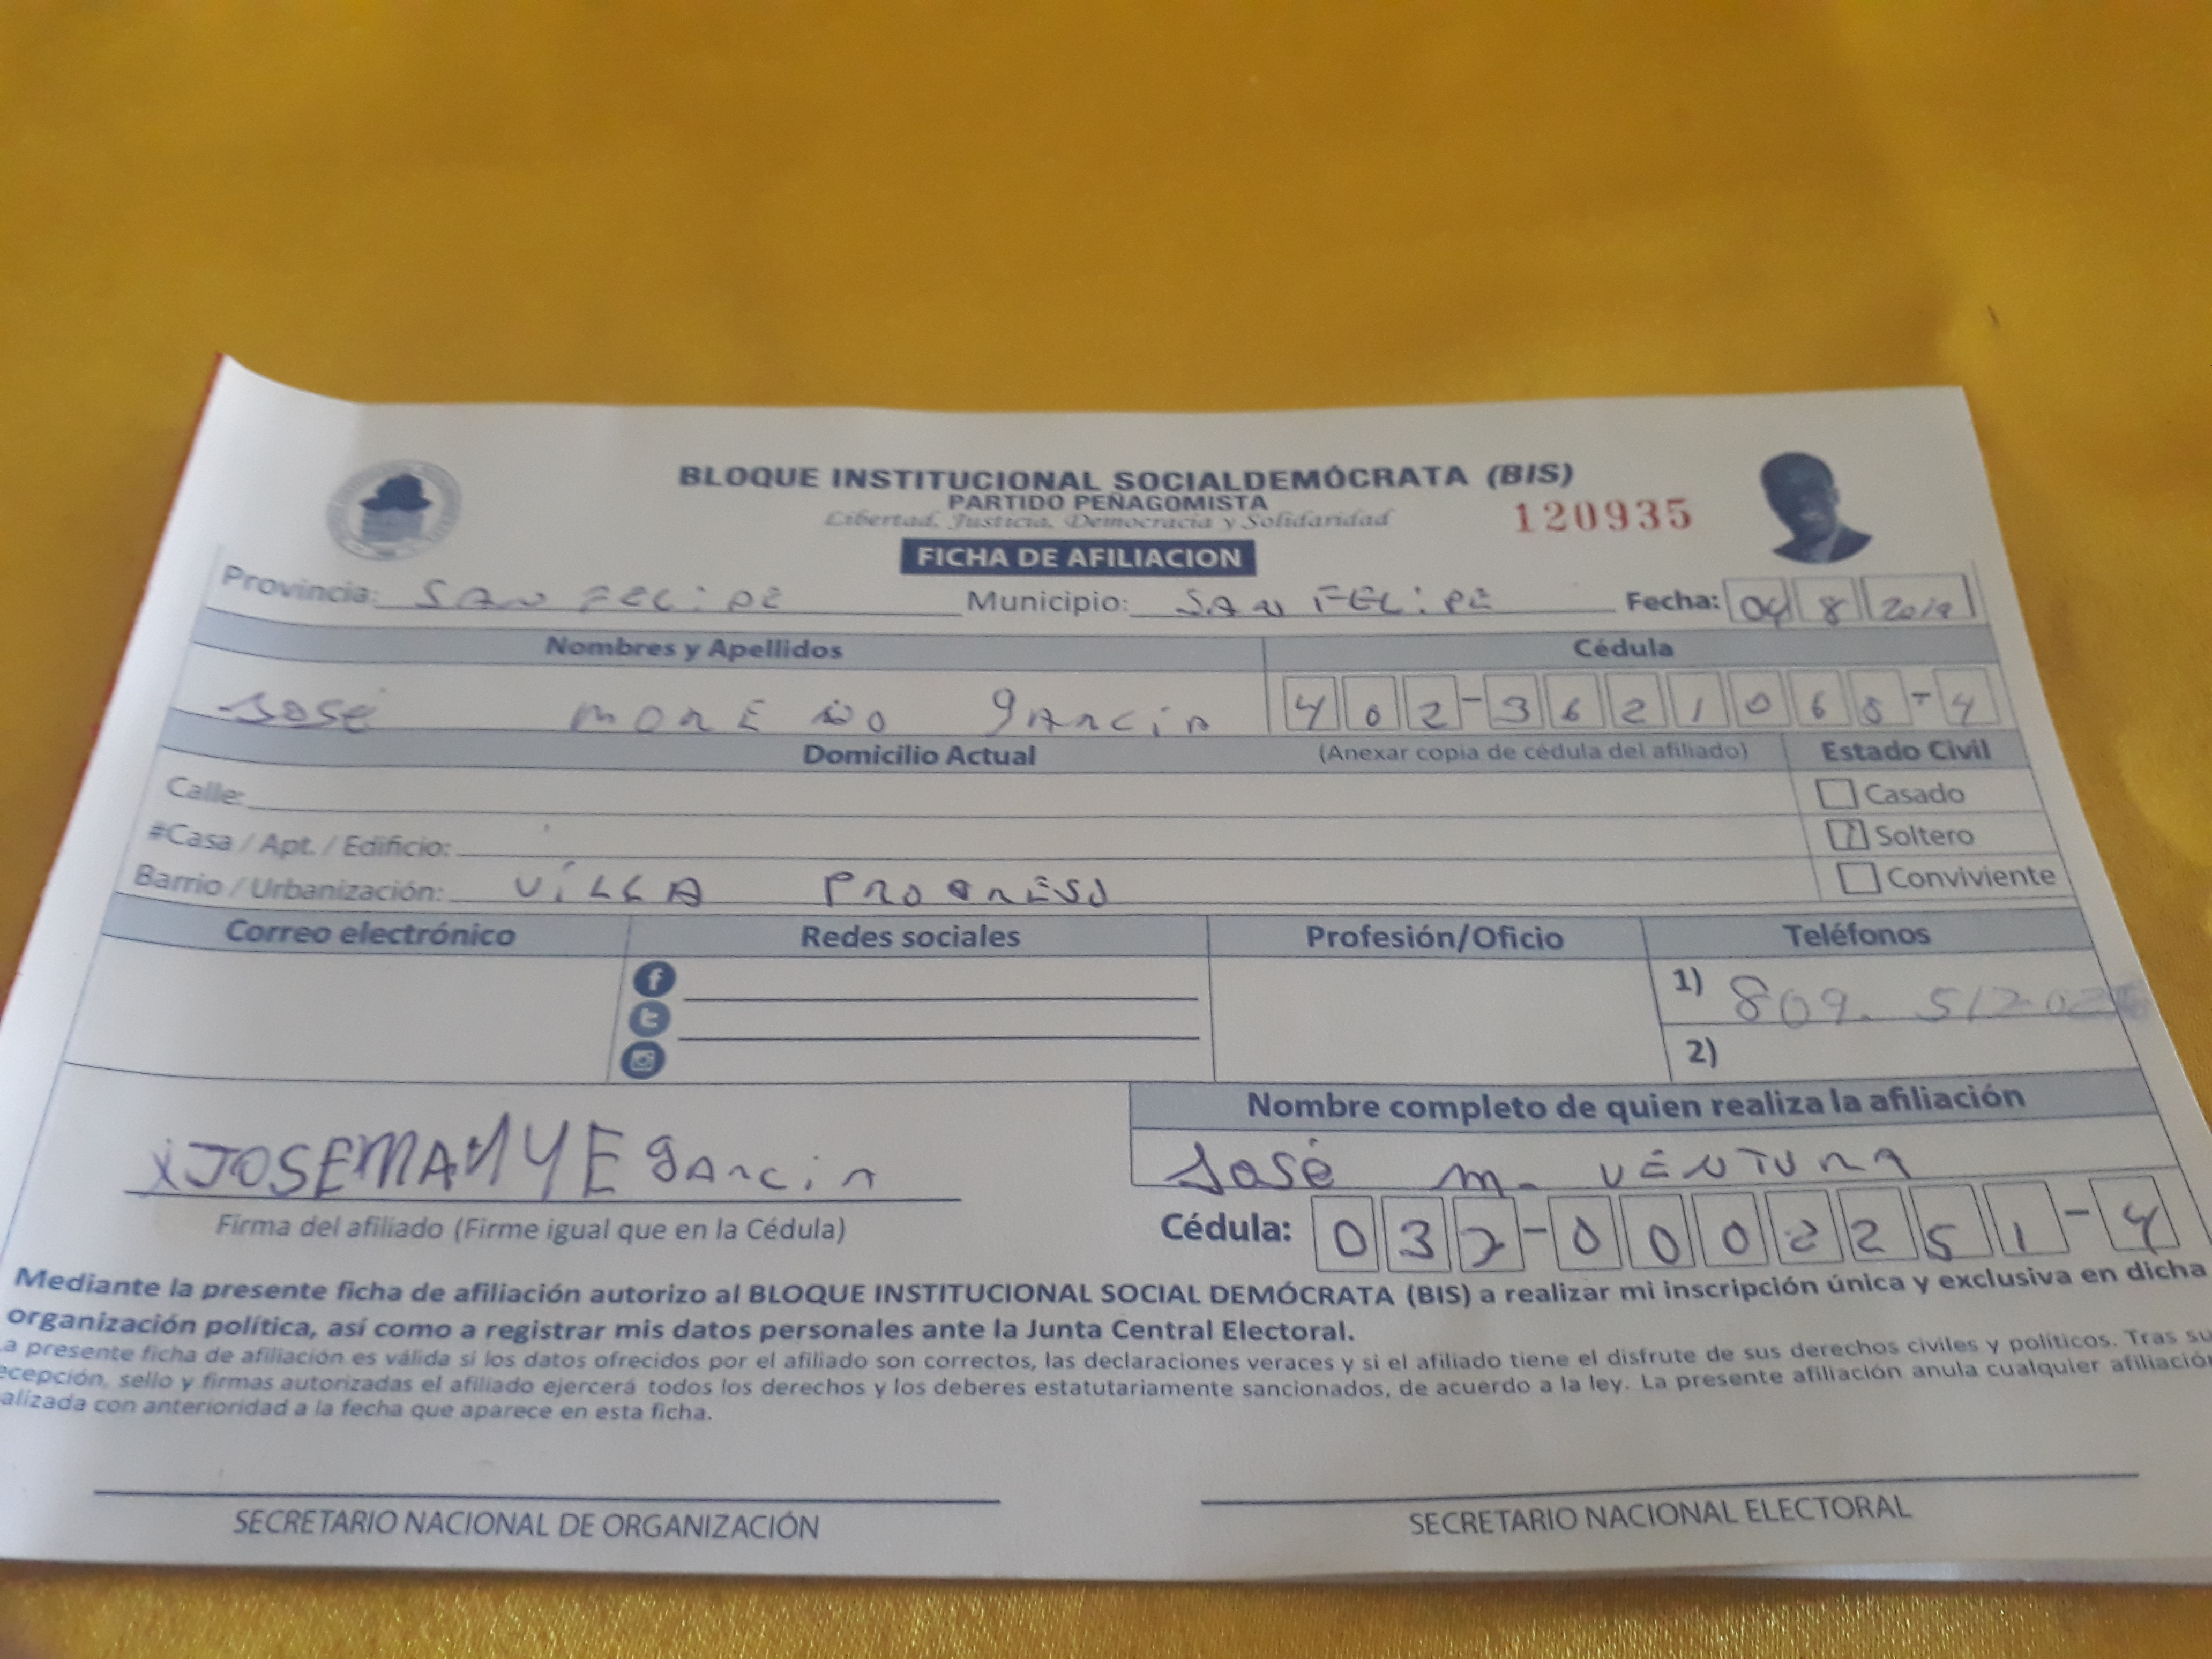 BLOQUE INSTITUCIONAL SOCIALDEMÓCRATA (BIS)
PARTIDO PEÑAGOMISTA
Libertad, Justicia, Democracia y Solidaridad
120935
FICHA DE AFILIACION
Provincia: SAN FELiPE Municipio: SAN FELiPE Fecha: 04 8 2019
Nombres y Apellidos Cédula
José garcia 402-3621068-4
Domicilio Actual (Anexar copia de cédula del afiliado) Estado Civil
Calle: Casado
#Casa / Apt. / Edificio: Soltero
Barrio / Urbanización: ViLLA PROGRESO Conviviente
Correo electrónico Redes sociales Profesión/Oficio Teléfonos
1) 809. 512
2)
Nombre completo de quien realiza la afiliación
José M. VENTURA
x garcia
Firma del afiliado (Firme igual que en la Cédula) Cédula: 032-0002251-4
Mediante la presente ficha de afiliación autorizo al BLOQUE INSTITUCIONAL SOCIAL DEMÓCRATA (BIS) a realizar mi inscripción única y exclusiva en dicha
organización política, así como a registrar mis datos personales ante la Junta Central Electoral.
a presente ficha de afiliación es válida si los datos ofrecidos por el afiliado son correctos, las declaraciones veraces y si el afiliado tiene el disfrute de sus derechos civiles y políticos. Tras su
ecepción, sello y firmas autorizadas el afiliado ejercerá todos los derechos y los deberes estatutariamente sancionados, de acuerdo a la ley. La presente afiliación anula cualquier afiliación
alizada con anterioridad a la fecha que aparece en esta ficha.
SECRETARIO NACIONAL DE ORGANIZACIÓN SECRETARIO NACIONAL ELECTORAL